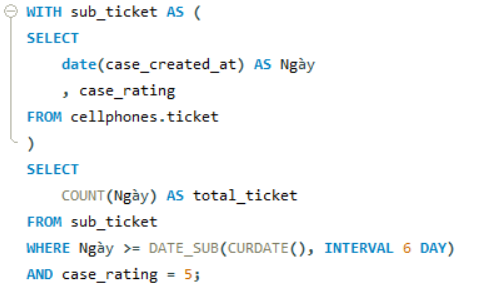 WITH sub_ticket AS (
SELECT
date(case_created_at) AS Ngày
, case_rating
FROM cellphones.ticket
)
SELECT
COUNT(Ngày) AS total_ticket
FROM sub_ticket
WHERE Ngày >= DATE_SUB(CURDATE(), INTERVAL 6 DAY)
AND case_rating = 5;